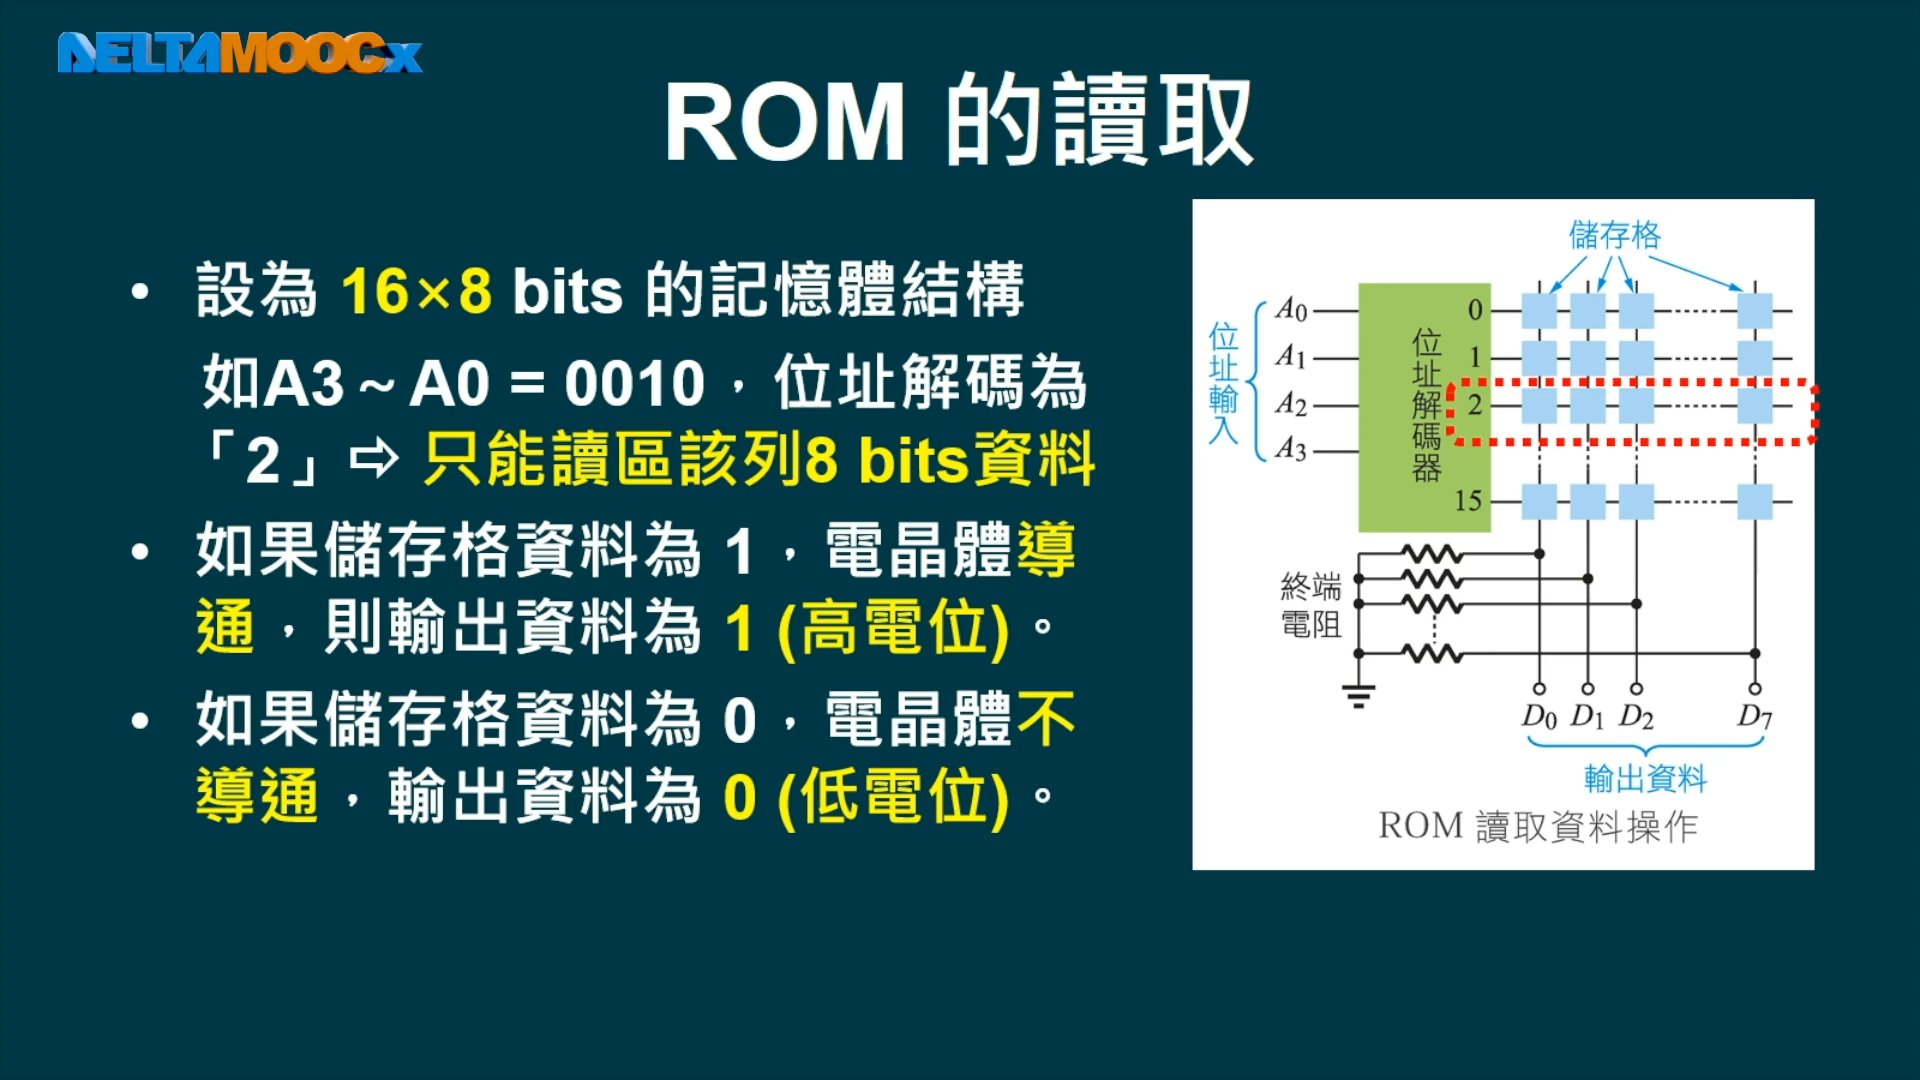 DELTAMOOCx
ROM 的讀取
• 設為 16×8 bits 的記憶體結構
如A3～A0 = 0010，位址解碼為
「2」⇨ 只能讀區該列8 bits資料
• 如果儲存格資料為 1，電晶體導
通，則輸出資料為 1 (高電位)。
• 如果儲存格資料為 0，電晶體不
導通，輸出資料為 0 (低電位)。
儲存格
位址輸入
A0
A1
A2
A3
位址解碼器
0
1
2
15
終端
電阻
D0 D1 D2 D7
輸出資料
ROM 讀取資料操作